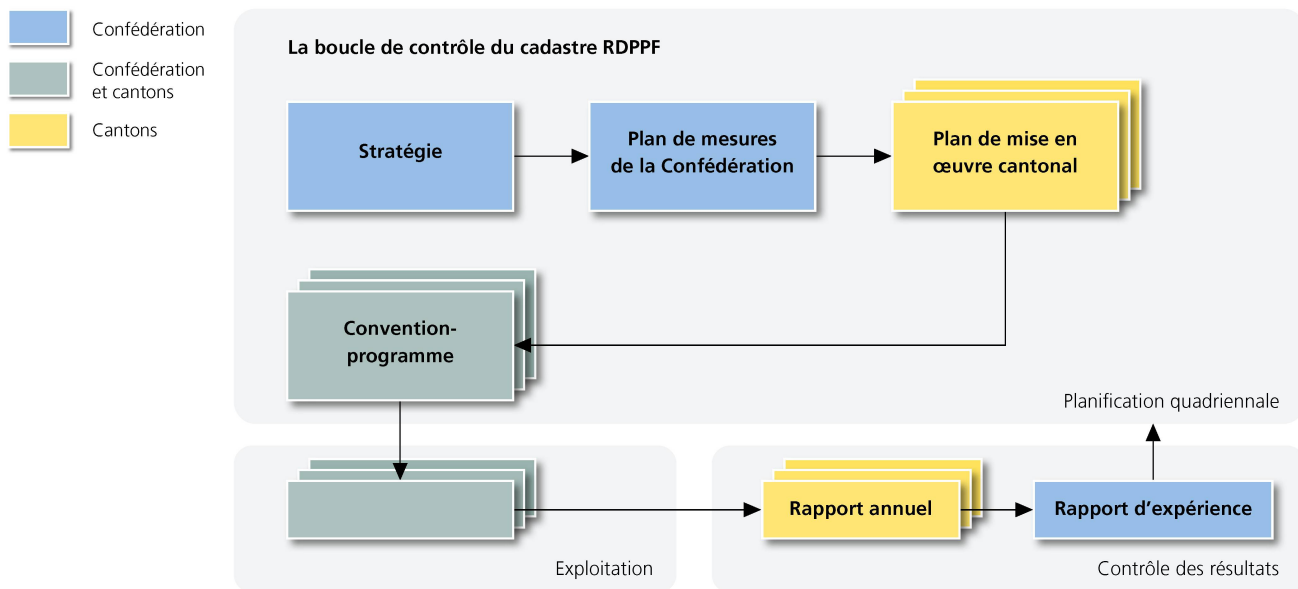 Confédération
Confédération
et cantons
Cantons
La boucle de contrôle du cadastre RDPPF
Stratégie
Plan de mesures
de la Confédération
Plan de mise en
œuvre cantonal
Convention-
programme
Planification quadriennale
Exploitation
Rapport annuel
Rapport d’expérience
Contrôle des résultats